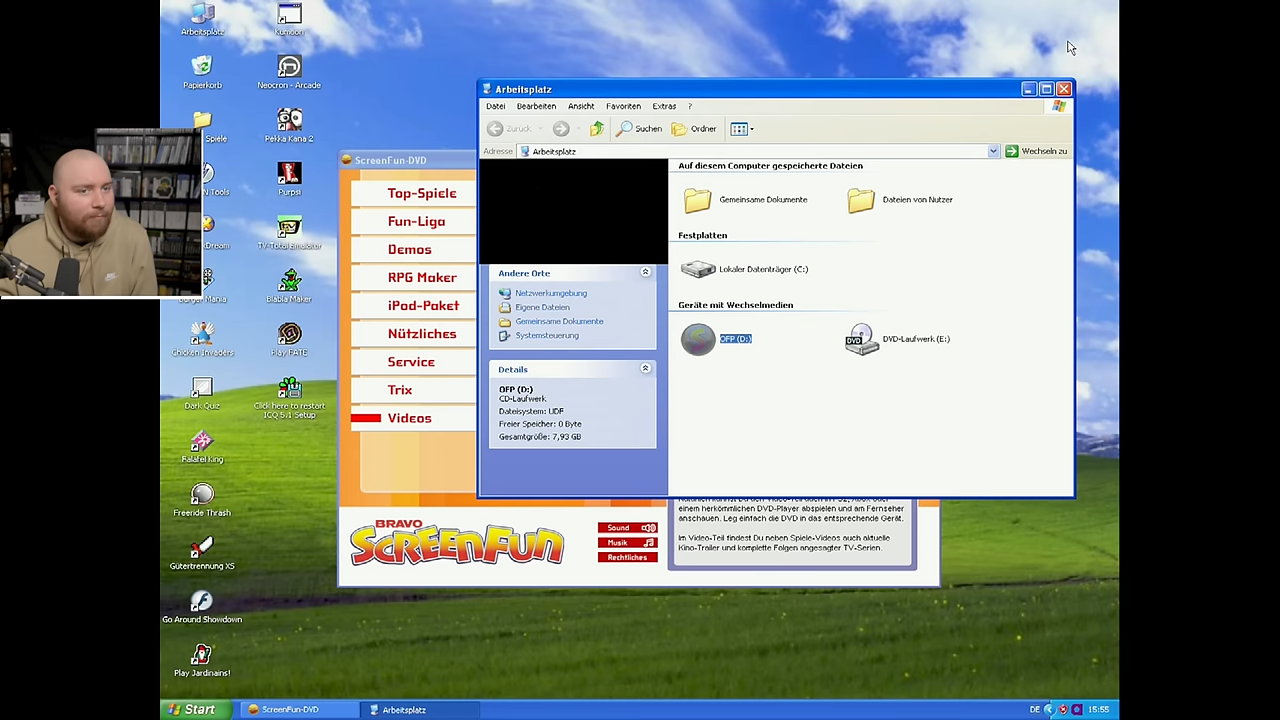 Arbeitsplatz
Kumoon
Papierkorb
Neocron - Arcade
Spiele
Pekka Kana 2
Tools
Purpsi
TV-Total Emulator
Blabla Maker
Chicken Invaders
Play FATE
Dark Quiz
Click here to restart
ICQ 5.1 Setup
Ralafel King
Freeride Thrash
Gütertrennung XS
Go Around Showdown
Play Jardinains!
ScreenFun-DVD
Top-Spiele
Fun-Liga
Demos
RPG Maker
iPod-Paket
Nützliches
Service
Trix
Videos
BRAVO
SCREENFUN
Sound
Musik
Rechtliches
einem herkömmlichen DVD-Player abspielen und am Fernseher
anschauen. Leg einfach die DVD in das entsprechende Gerät.
Im Video-Teil findest Du neben Spiele-Videos auch aktuelle
Kino-Trailer und komplette Folgen angesagter TV-Serien.
Arbeitsplatz
Datei Bearbeiten Ansicht Favoriten Extras ?
Zurück Suchen Ordner
Adresse Arbeitsplatz Wechseln zu
Auf diesem Computer gespeicherte Dateien
Gemeinsame Dokumente Dateien von Nutzer
Festplatten
Lokaler Datenträger (C:)
Geräte mit Wechselmedien
OFP (D:) DVD DVD-Laufwerk (E:)
Andere Orte
Netzwerkumgebung
Eigene Dateien
Gemeinsame Dokumente
Systemsteuerung
Details
OFP (D:)
CD-Laufwerk
Dateisystem: UDF
Freier Speicher: 0 Byte
Gesamtgröße: 7,93 GB
Start ScreenFun-DVD Arbeitsplatz DE 15:55